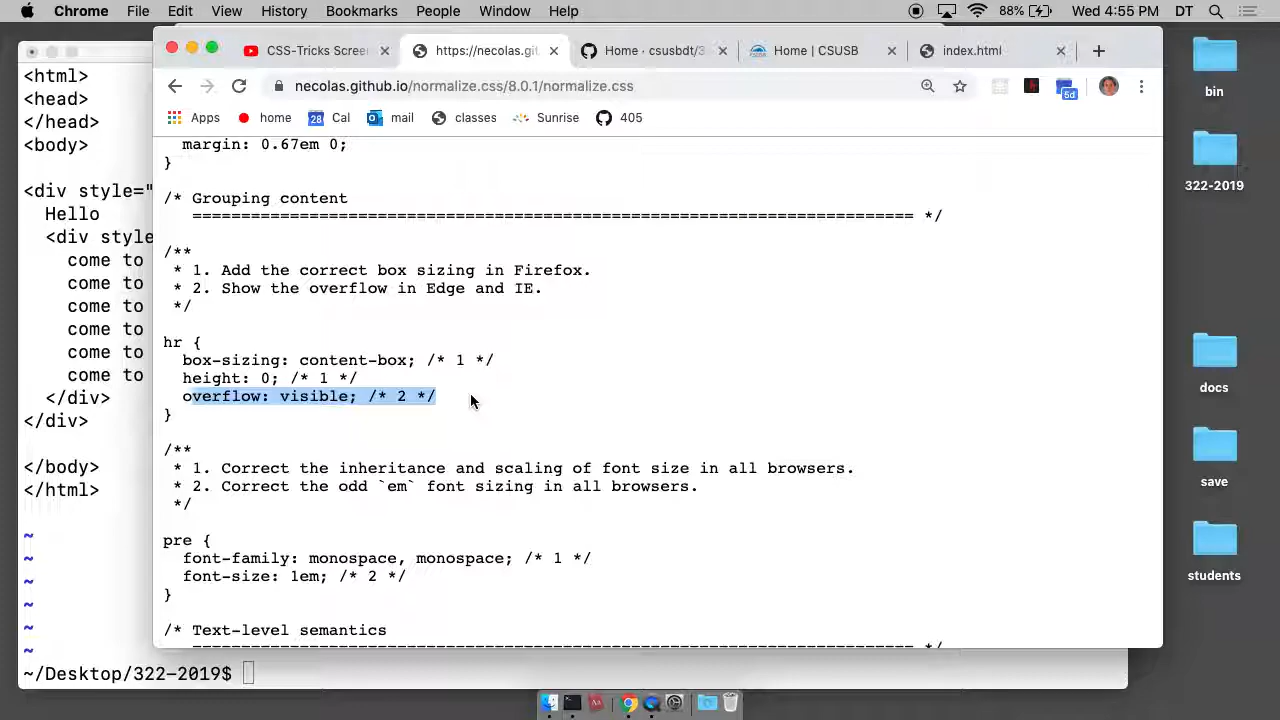 Chrome File Edit View History Bookmarks People Window Help 88% Wed 4:55 PM DT
CSS-Tricks Scree
https://necolas.git
Home · csusbdt/3
Home | CSUSB
index.html
necolas.github.io/normalize.css/8.0.1/normalize.css
5d
Apps home 28 Cal mail classes Sunrise 405
<html>
<head>
</head>
<body>
<div style="
Hello
<div style
come to
come to
come to
come to
come to
come to
</div>
</div>
</body>
</html>
~
~
~
~
~
~
~/Desktop/322-2019$
margin: 0.67em 0;
}
/* Grouping content
========================================================================== */
/**
* 1. Add the correct box sizing in Firefox.
* 2. Show the overflow in Edge and IE.
*/
hr {
box-sizing: content-box; /* 1 */
height: 0; /* 1 */
overflow: visible; /* 2 */
}
/**
* 1. Correct the inheritance and scaling of font size in all browsers.
* 2. Correct the odd `em` font sizing in all browsers.
*/
pre {
font-family: monospace, monospace; /* 1 */
font-size: 1em; /* 2 */
}
/* Text-level semantics
========================================================================== */
bin
322-2019
docs
save
students